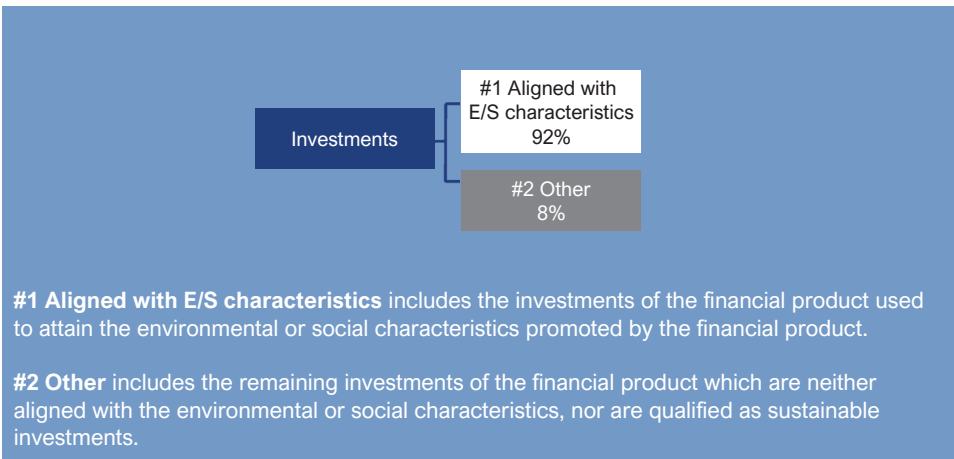 #1 Aligned with
E/S characteristics
92%
Investments
#2 Other
8%
#1 Aligned with E/S characteristics includes the investments of the financial product used
to attain the environmental or social characteristics promoted by the financial product.
#2 Other includes the remaining investments of the financial product which are neither
aligned with the environmental or social characteristics, nor are qualified as sustainable
investments.